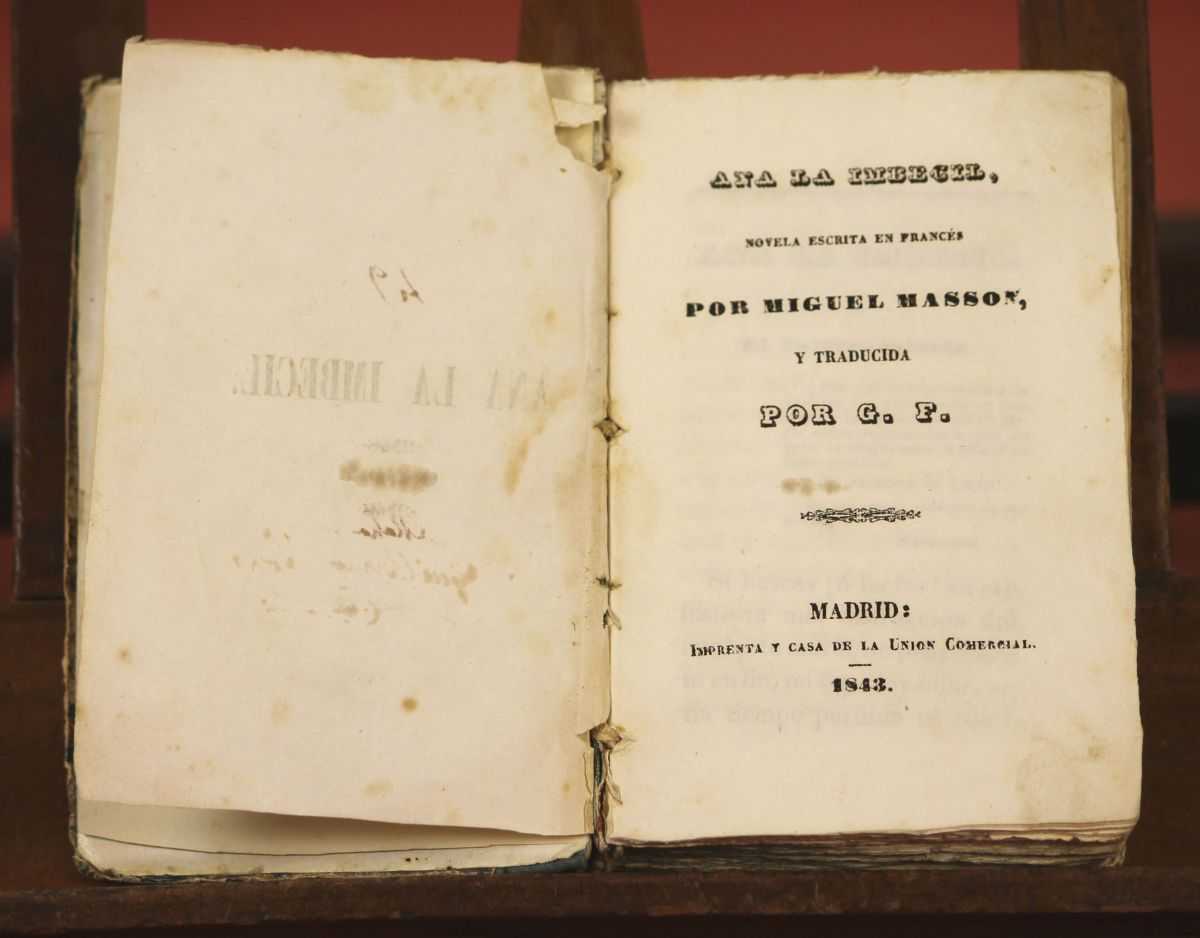 ANA LA IMBECIL,
NOVELA ESCRITA EN FRANCÉS
POR MIGUEL MASSON,
Y TRADUCIDA
POR G. F.
MADRID:
IMPRENTA Y CASA DE LA UNION COMERCIAL.
1843.